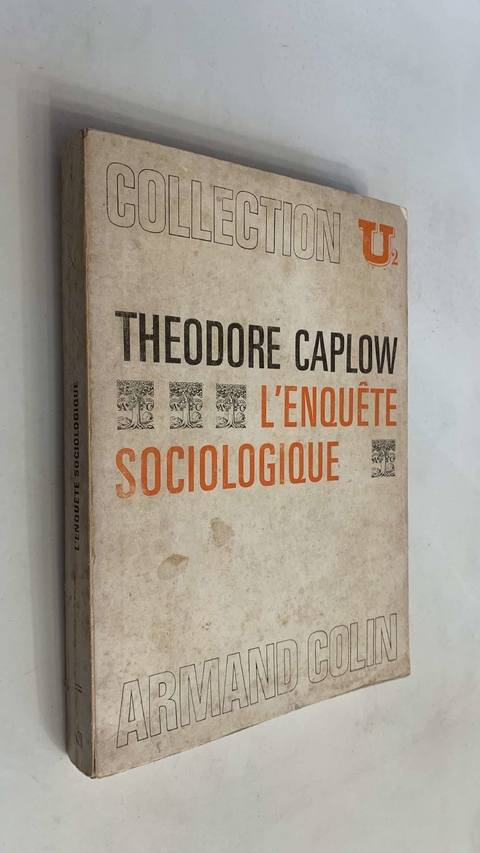 COLLECTION U2
THEODORE CAPLOW
L'ENQUÊTE
SOCIOLOGIQUE
ARMAND COLIN
L'ENQUÊTE SOCIOLOGIQUE